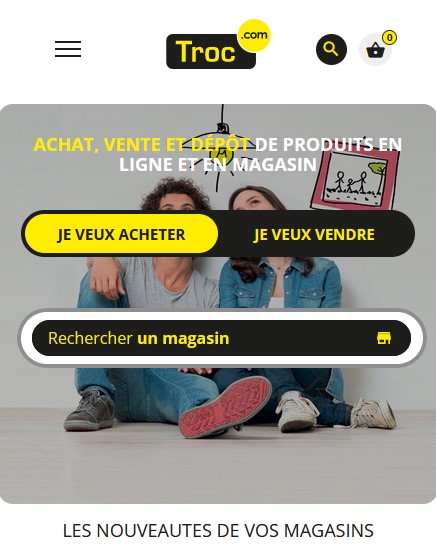 Troc
.com
0
ACHAT, VENTE ET DÉPÔT DE PRODUITS EN
LIGNE ET EN MAGASIN
JE VEUX ACHETER
JE VEUX VENDRE
Rechercher un magasin
LES NOUVEAUTES DE VOS MAGASINS